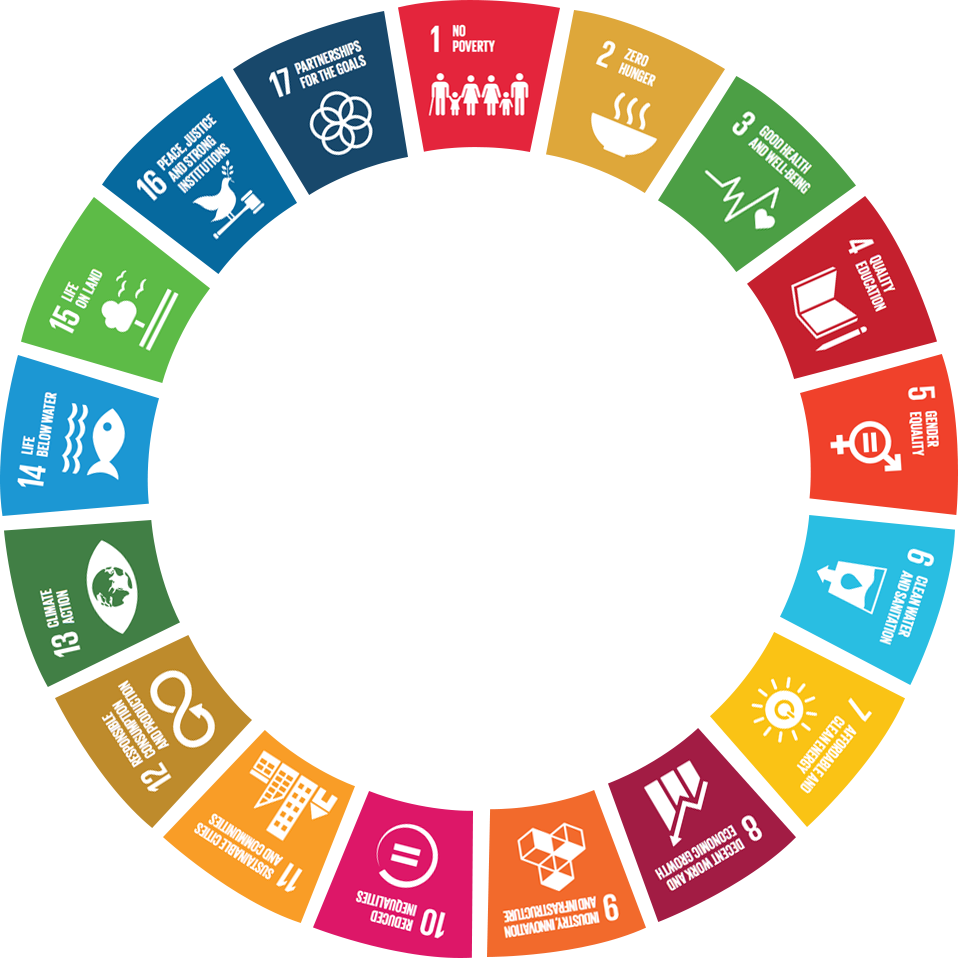 1 NO
POVERTY
2 ZERO
HUNGER
3 GOOD HEALTH
AND WELL-BEING
4 QUALITY
EDUCATION
5 GENDER
EQUALITY
6 CLEAN WATER
AND SANITATION
7 AFFORDABLE AND
CLEAN ENERGY
8 DECENT WORK AND
ECONOMIC GROWTH
9 INDUSTRY, INNOVATION
AND INFRASTRUCTURE
10 REDUCED
INEQUALITIES
11 SUSTAINABLE CITIES
AND COMMUNITIES
12 RESPONSIBLE
CONSUMPTION
AND PRODUCTION
13 CLIMATE
ACTION
14 LIFE
BELOW WATER
15 LIFE
ON LAND
16 PEACE, JUSTICE
AND STRONG
INSTITUTIONS
17 PARTNERSHIPS
FOR THE GOALS